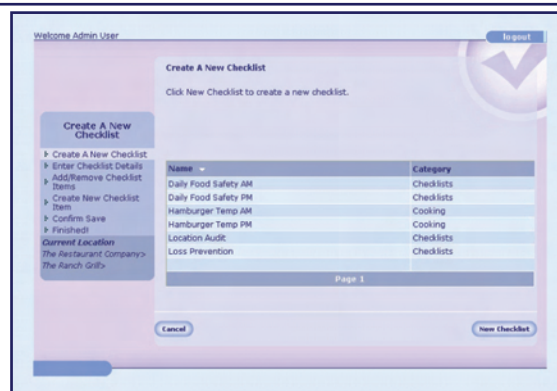 Welcome Admin User
logout
Create A New Checklist
Click New Checklist to create a new checklist.
Create A New
Checklist
Create A New Checklist
Enter Checklist Details
Add/Remove Checklist
Items
Create New Checklist
Item
Confirm Save
Finished!
Current Location
The Restaurant Company>
The Ranch Grill>
Name Category
Daily Food Safety AM Checklists
Daily Food Safety PM Checklists
Hamburger Temp AM Cooking
Hamburger Temp PM Cooking
Location Audit Checklists
Loss Prevention Checklists
Page 1
Cancel New Checklist